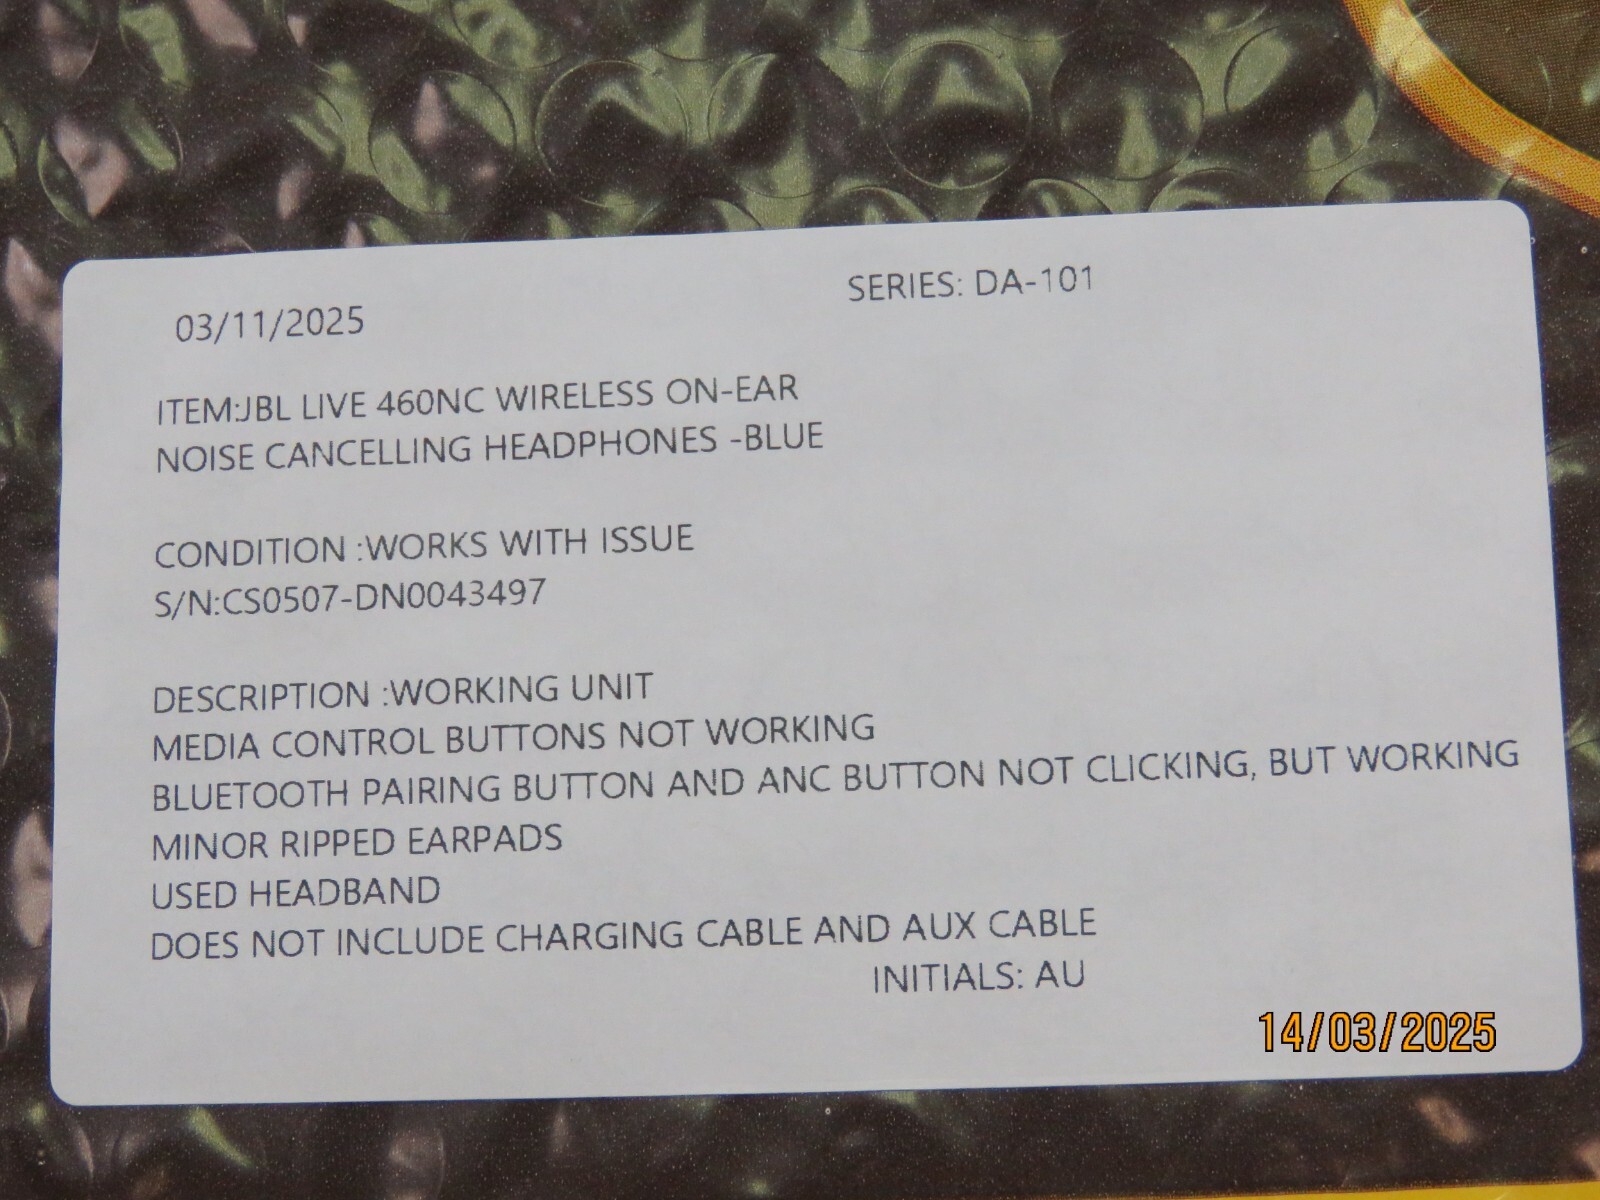 SERIES: DA-101
03/11/2025
ITEM:JBL LIVE 460NC WIRELESS ON-EAR
NOISE CANCELLING HEADPHONES -BLUE
CONDITION :WORKS WITH ISSUE
S/N:CS0507-DN0043497
DESCRIPTION :WORKING UNIT
MEDIA CONTROL BUTTONS NOT WORKING
BLUETOOTH PAIRING BUTTON AND ANC BUTTON NOT CLICKING, BUT WORKING
MINOR RIPPED EARPADS
USED HEADBAND
DOES NOT INCLUDE CHARGING CABLE AND AUX CABLE
INITIALS: AU
14/03/2025